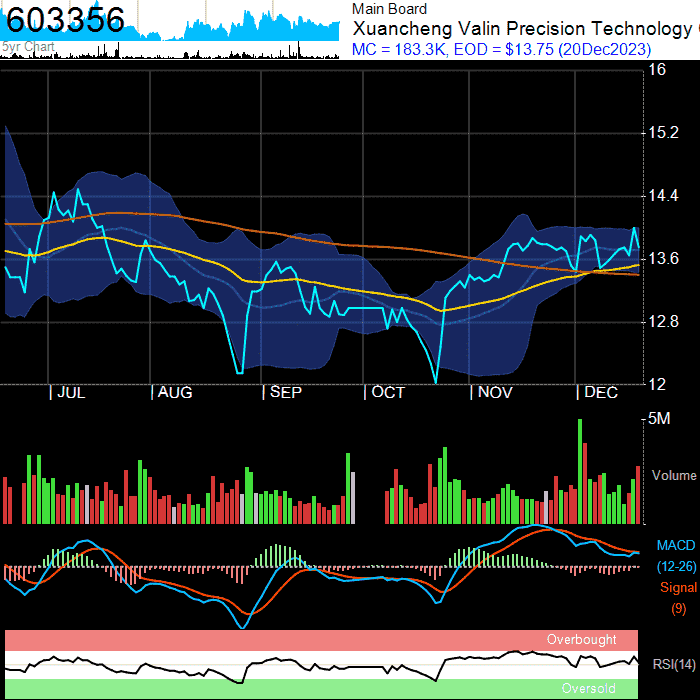 603356
5yr Chart
Main Board
Xuancheng Valin Precision Technology (
MC = 183.3K, EOD = $13.75 (20Dec2023)
16
15.2
14.4
13.6
12.8
12
| JUL | AUG | SEP | OCT | NOV | DEC
5M
Volume
MACD
(12-26)
Signal
(9)
Overbought
RSI(14)
Oversold